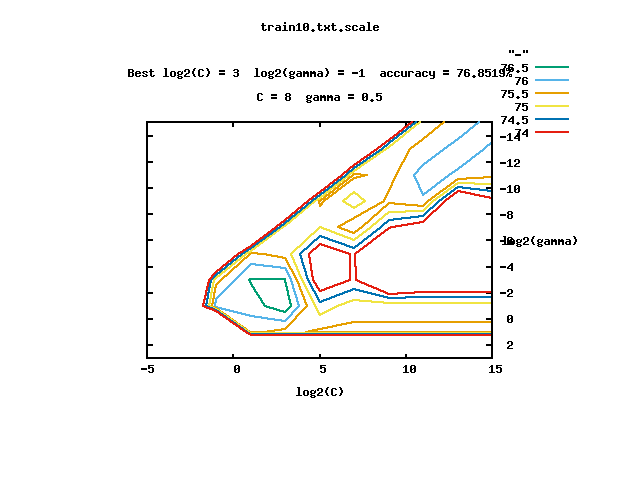 train10.txt.scale
"-"
Best log2(C) = 3 log2(gamma) = -1 accuracy = 76.8519%
76.5
76
C = 8 gamma = 0.5
75.5
75
74.5
74
-14
-12
-10
-8
-6
log2(gamma)
-4
-2
0
2
-5 0 5 10 15
log2(C)